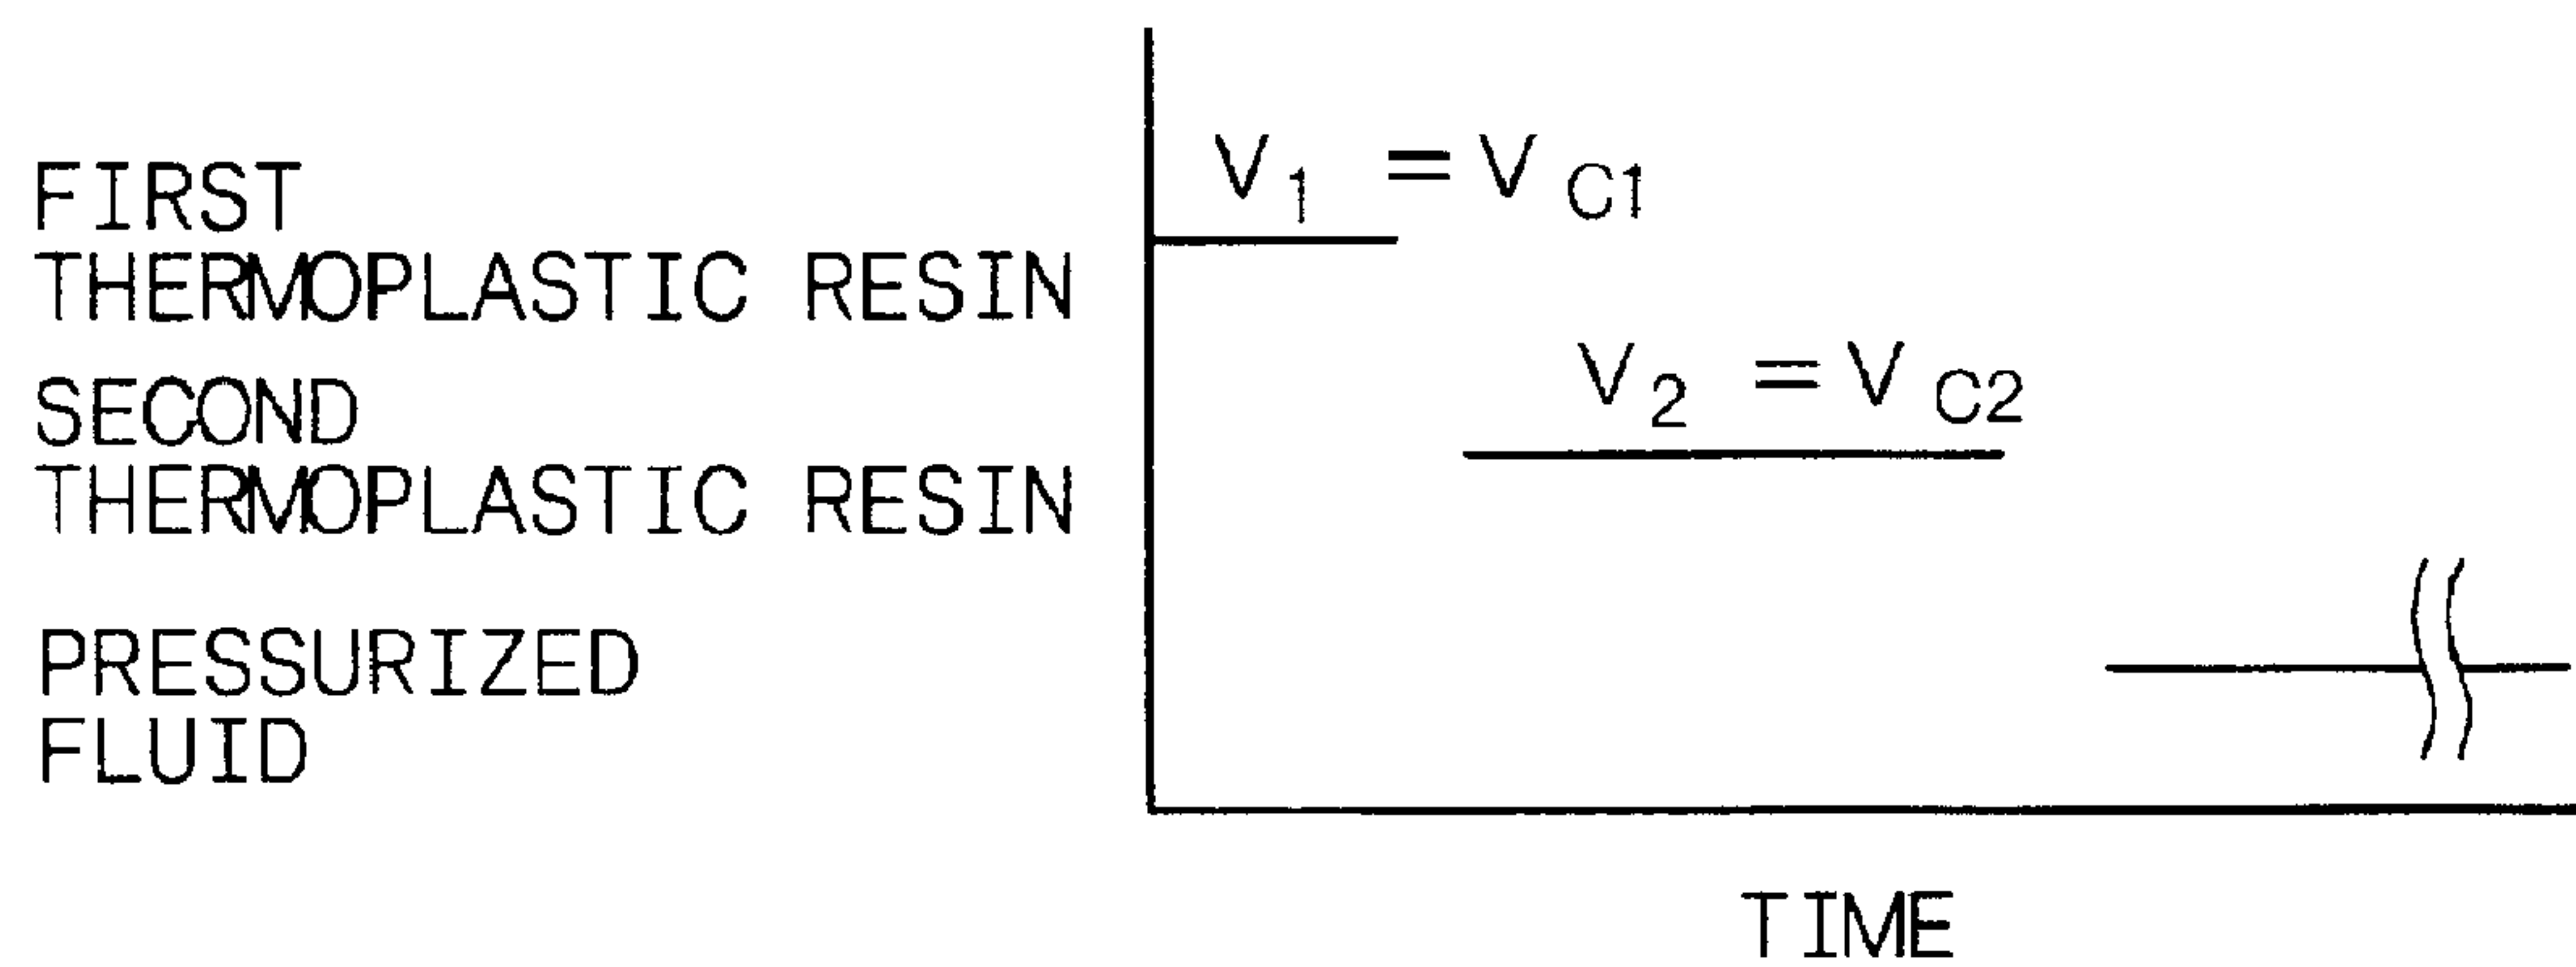 FIRST
THERMOPLASTIC RESIN
V1 = VC1
SECOND
THERMOPLASTIC RESIN
V2 = VC2
PRESSURIZED
FLUID
TIME